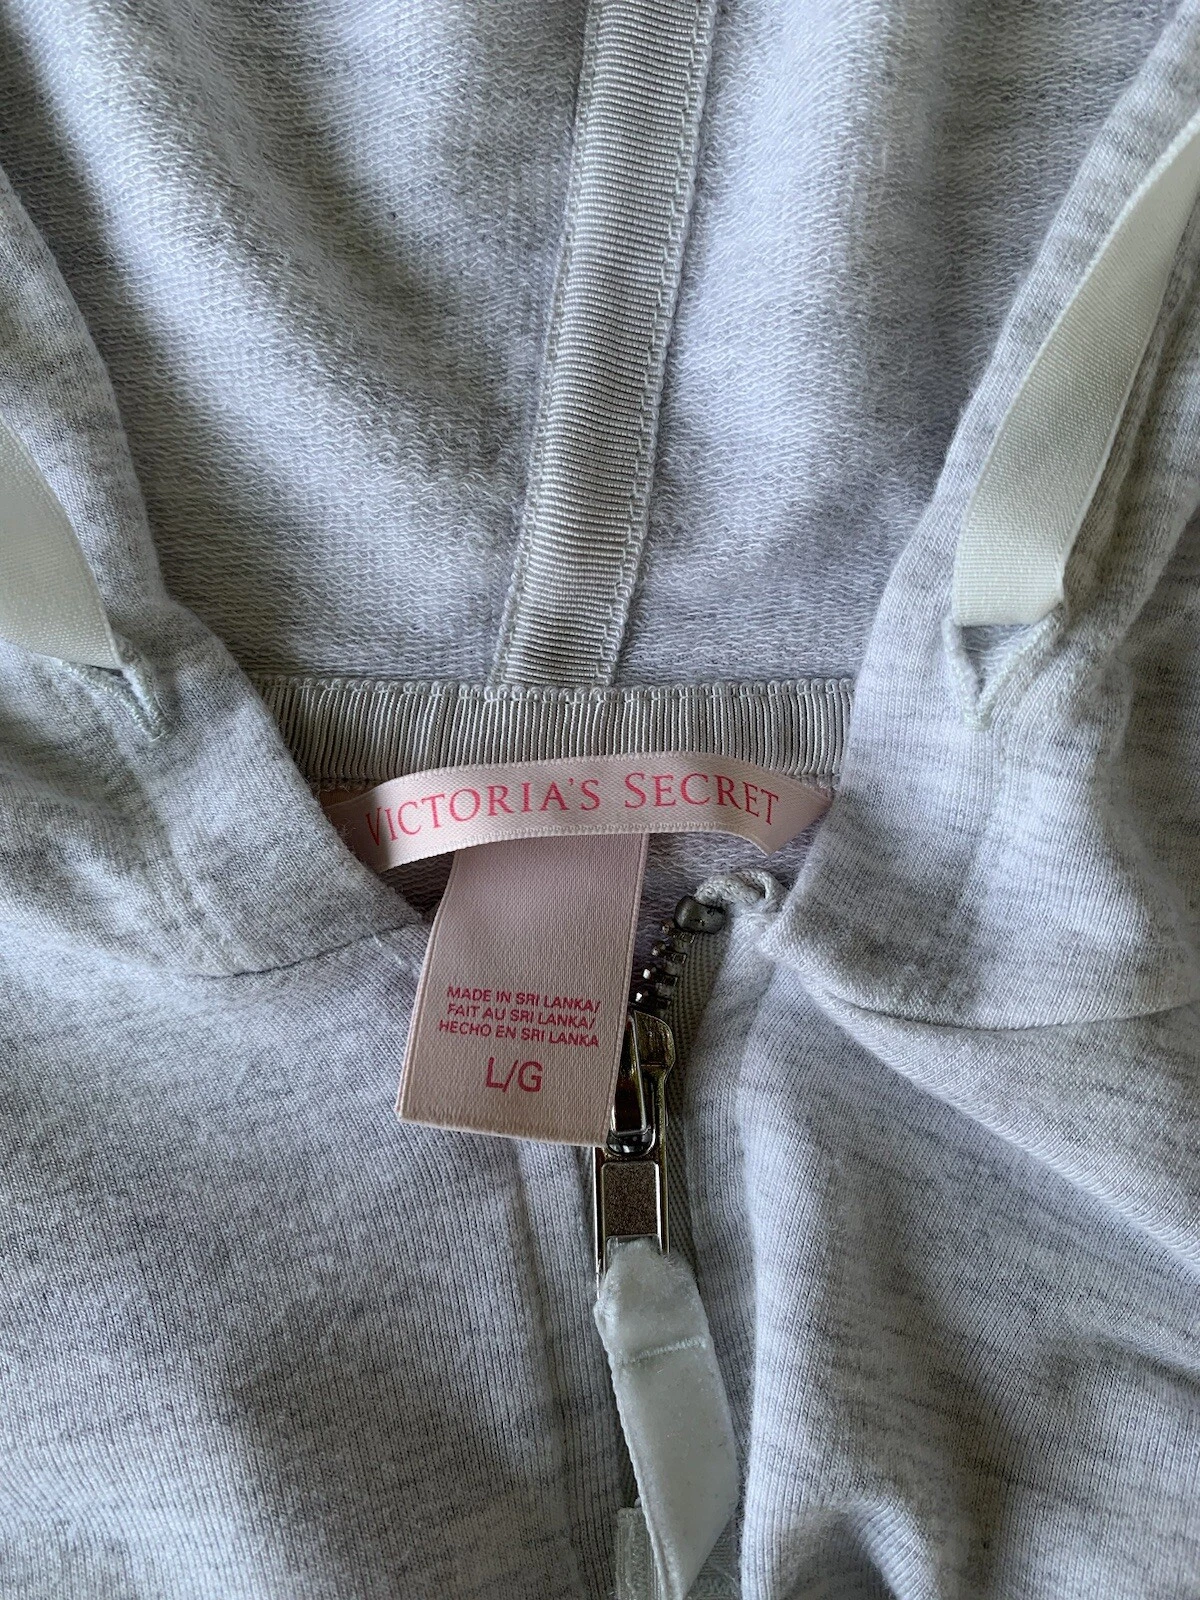 VICTORIA'S SECRET
MADE IN SRI LANKA/
FAIT AU SRI LANKA/
HECHO EN SRI LANKA
L/G